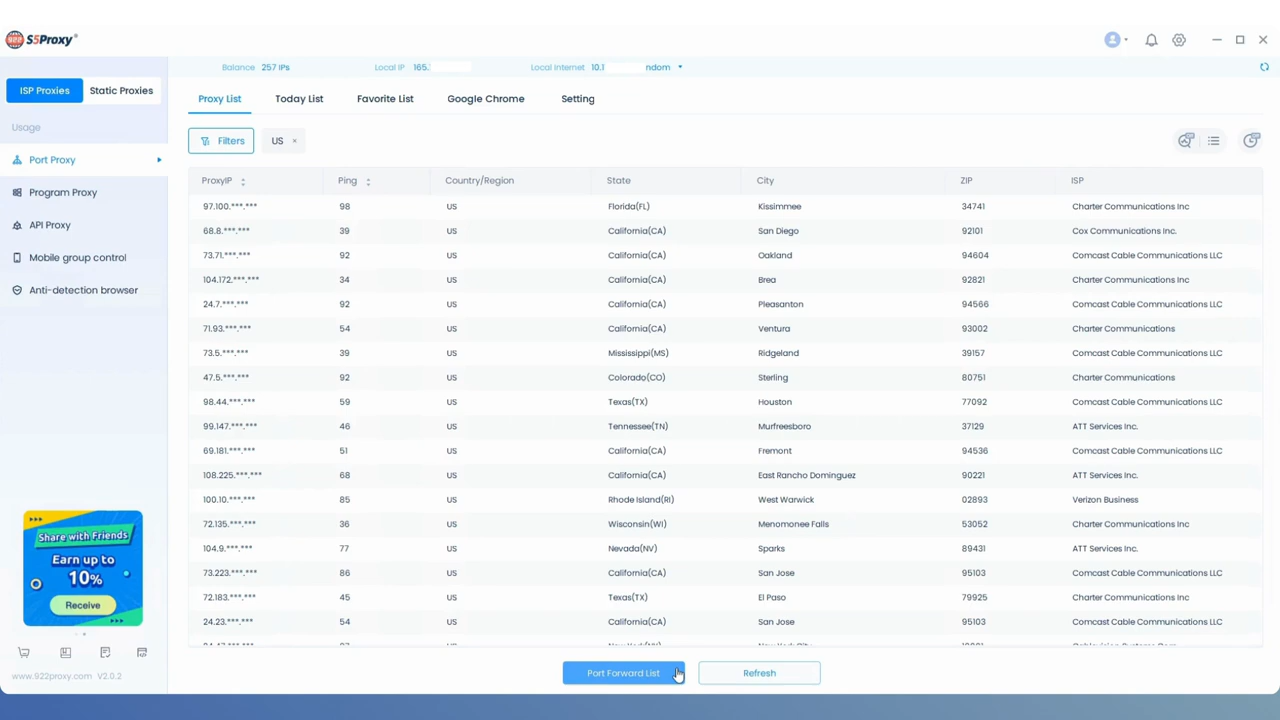 922 S5Proxy®
Balance 257 IPs Local IP 165. Local Internet 10.1 ndom
ISP Proxies Static Proxies
Proxy List Today List Favorite List Google Chrome Setting
Usage
Filters US ×
Port Proxy
Program Proxy
API Proxy
Mobile group control
Anti-detection browser
ProxyIP Ping Country/Region State City ZIP ISP
97.100.***.*** 98 US Florida(FL) Kissimmee 34741 Charter Communications Inc
68.8.***.*** 39 US California(CA) San Diego 92101 Cox Communications Inc.
73.71.***.*** 92 US California(CA) Oakland 94604 Comcast Cable Communications LLC
104.172.***.*** 34 US California(CA) Brea 92821 Charter Communications Inc
24.7.***.*** 92 US California(CA) Pleasanton 94566 Comcast Cable Communications LLC
71.93.***.*** 54 US California(CA) Ventura 93002 Charter Communications
73.5.***.*** 39 US Mississippi(MS) Ridgeland 39157 Comcast Cable Communications LLC
47.5.***.*** 92 US Colorado(CO) Sterling 80751 Charter Communications
98.44.***.*** 59 US Texas(TX) Houston 77092 Comcast Cable Communications LLC
99.147.***.*** 46 US Tennessee(TN) Murfreesboro 37129 ATT Services Inc.
69.181.***.*** 51 US California(CA) Fremont 94536 Comcast Cable Communications LLC
108.225.***.*** 68 US California(CA) East Rancho Dominguez 90221 ATT Services Inc.
100.10.***.*** 85 US Rhode Island(RI) West Warwick 02893 Verizon Business
72.135.***.*** 36 US Wisconsin(WI) Menomonee Falls 53052 Charter Communications Inc
104.9.***.*** 77 US Nevada(NV) Sparks 89431 ATT Services Inc.
73.223.***.*** 86 US California(CA) San Jose 95103 Comcast Cable Communications LLC
72.183.***.*** 45 US Texas(TX) El Paso 79925 Charter Communications Inc
24.23.***.*** 54 US California(CA) San Jose 95103 Comcast Cable Communications LLC
Share with Friends
Earn up to
10%
Receive
Port Forward List Refresh
www.922proxy.com V2.0.2